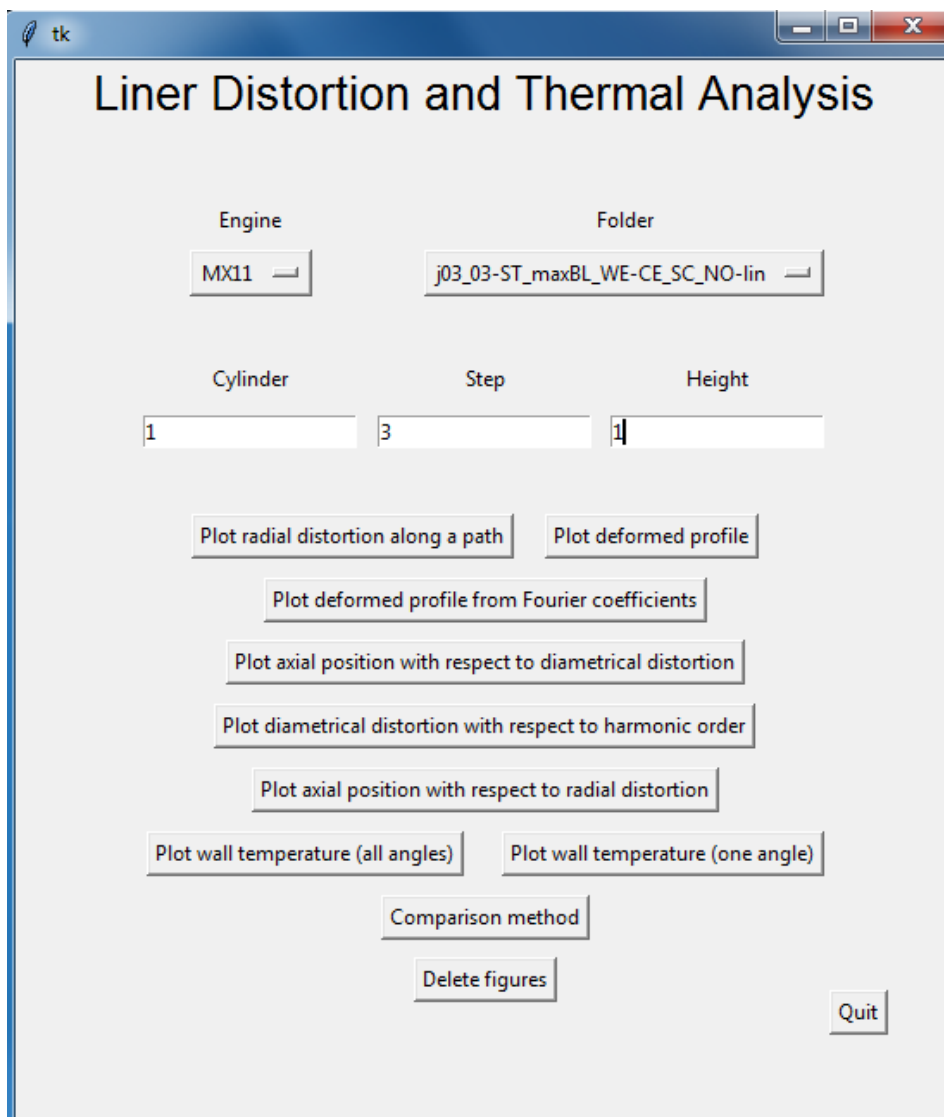 tk
Liner Distortion and Thermal Analysis
Engine Folder
MX11 j03_03-ST_maxBL_WE-CE_SC_NO-lin
Cylinder Step Height
1 3 1
Plot radial distortion along a path Plot deformed profile
Plot deformed profile from Fourier coefficients
Plot axial position with respect to diametrical distortion
Plot diametrical distortion with respect to harmonic order
Plot axial position with respect to radial distortion
Plot wall temperature (all angles) Plot wall temperature (one angle)
Comparison method
Delete figures
Quit